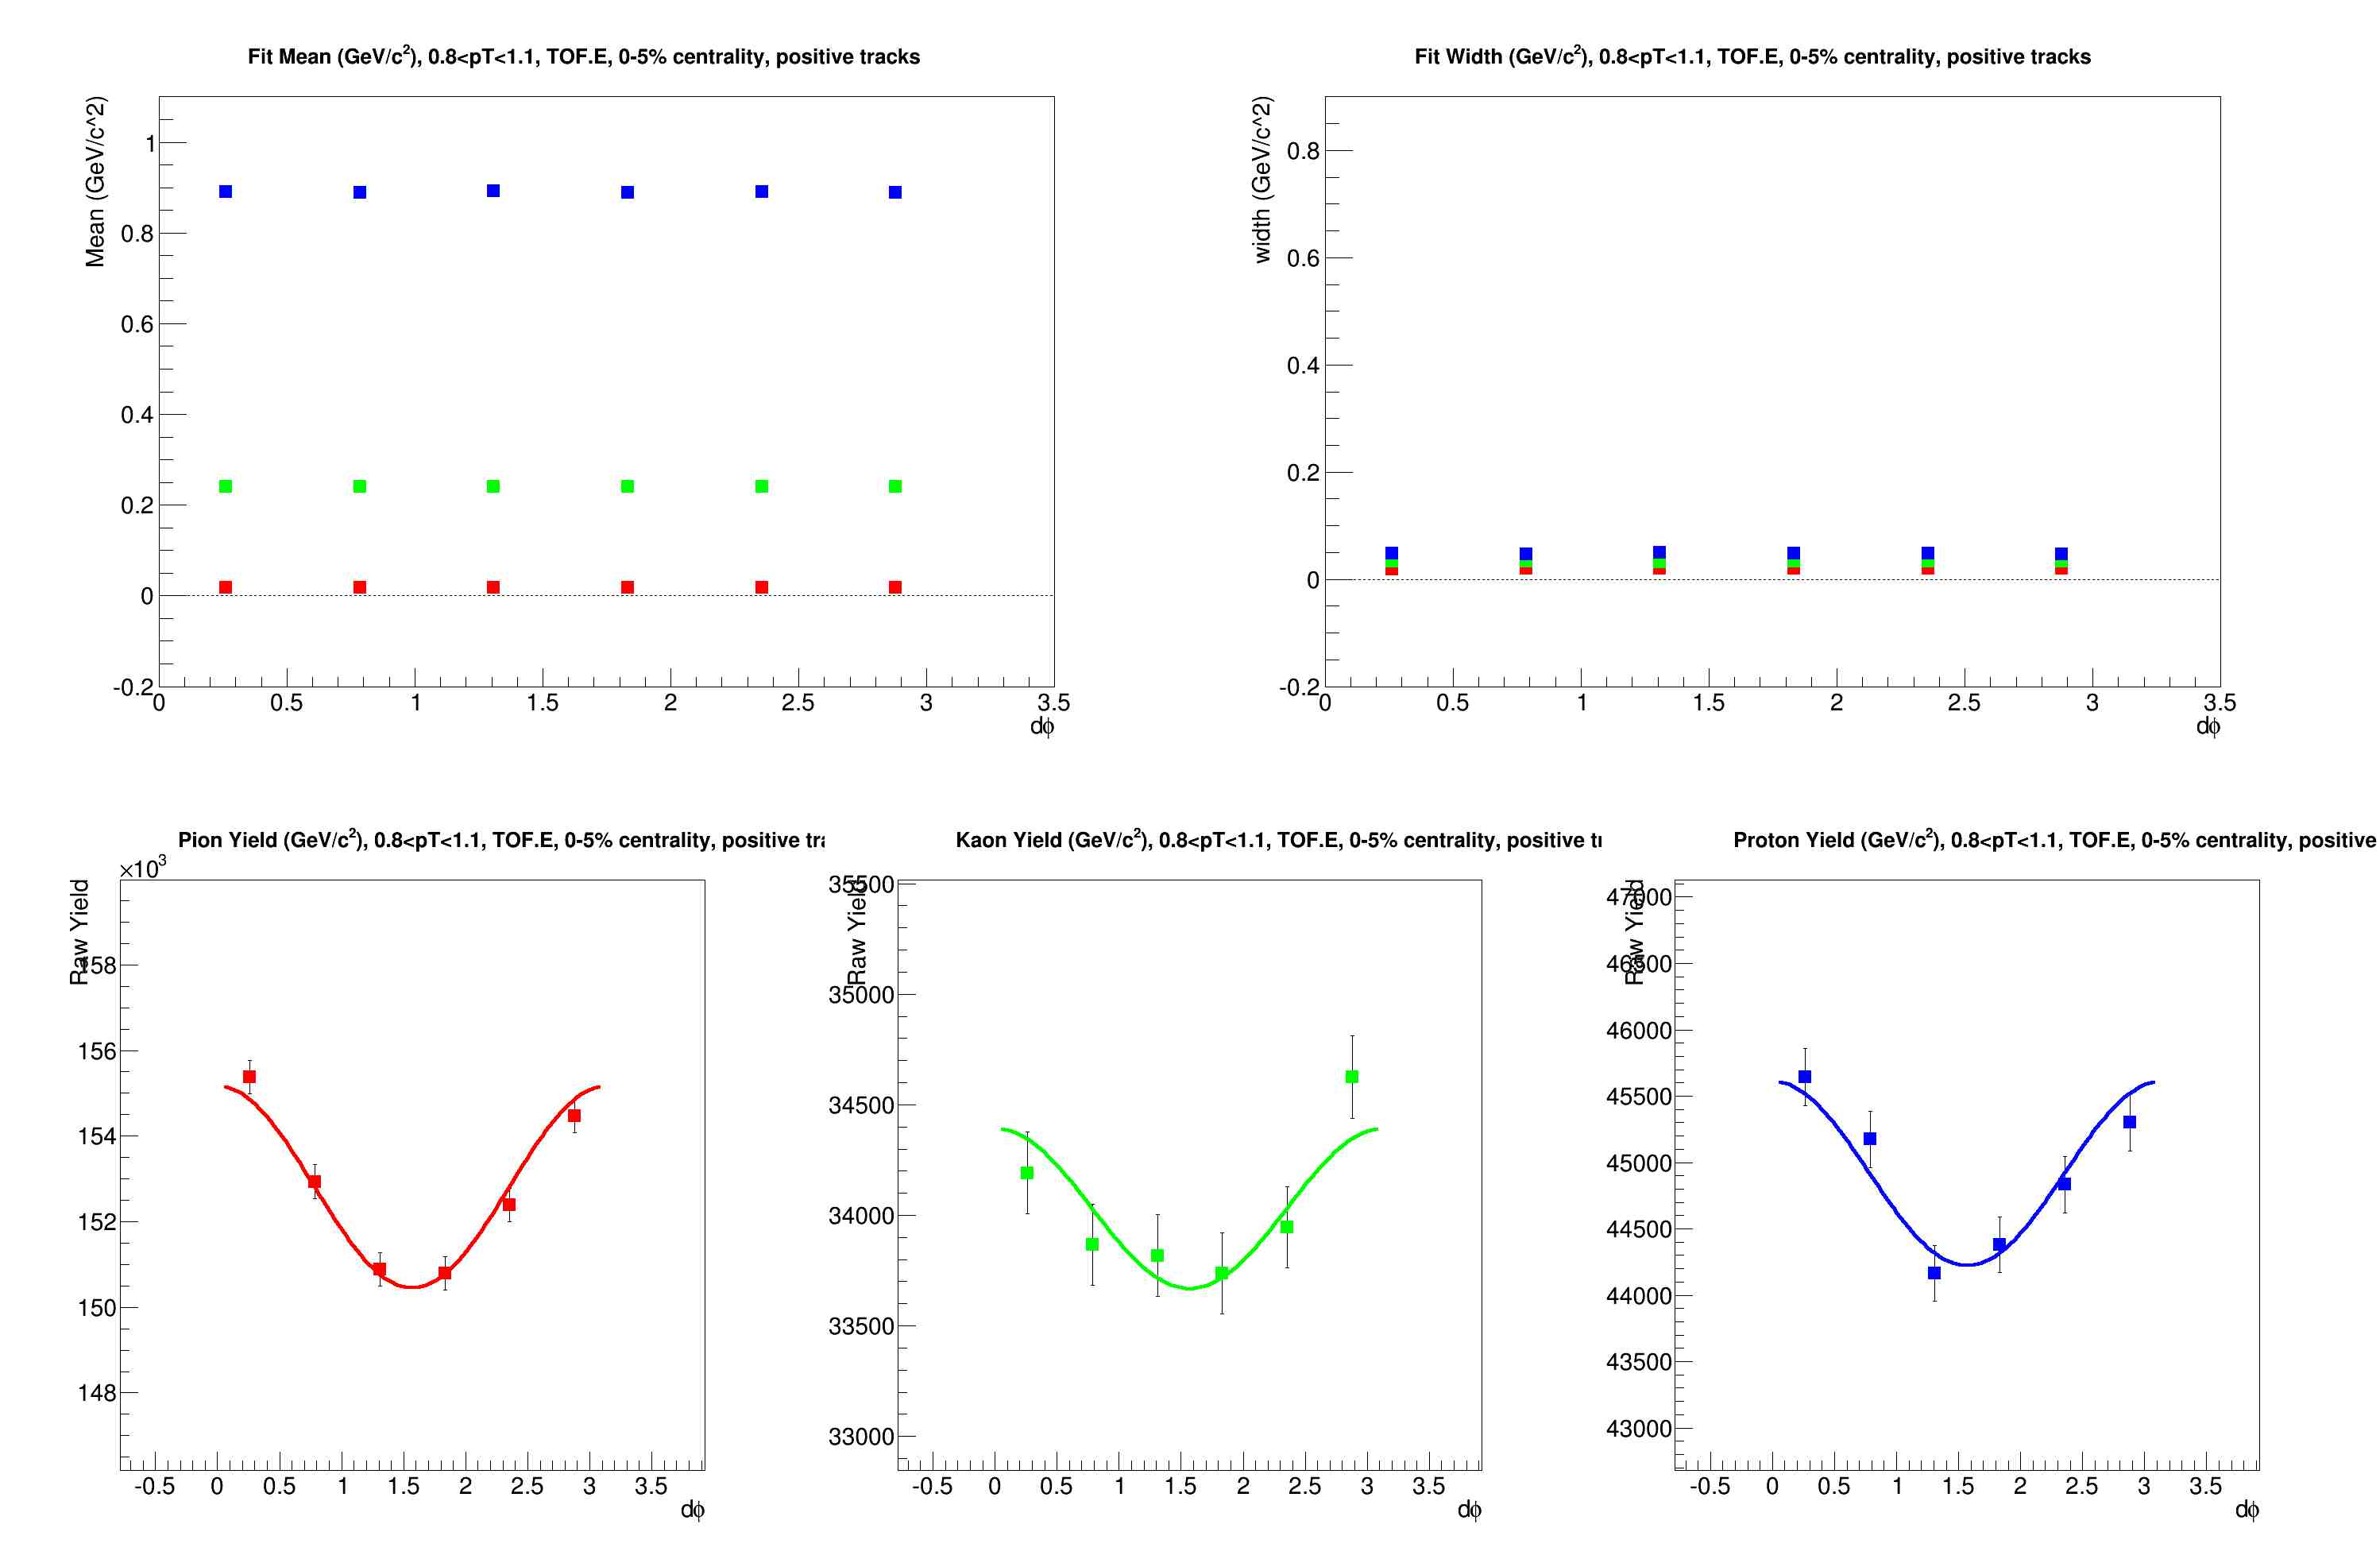 Fit Mean (GeV/c²), 0.8<pT<1.1, TOF.E, 0-5% centrality, positive tracks
Mean (GeV/c^2)
1
0.8
0.6
0.4
0.2
0
-0.2
0 0.5 1 1.5 2 2.5 3 3.5
dϕ
Fit Width (GeV/c²), 0.8<pT<1.1, TOF.E, 0-5% centrality, positive tracks
width (GeV/c^2)
0.8
0.6
0.4
0.2
0
-0.2
0 0.5 1 1.5 2 2.5 3 3.5
dϕ
Pion Yield (GeV/c²), 0.8<pT<1.1, TOF.E, 0-5% centrality, positive tra
×10³
Raw Yield
158
156
154
152
150
148
-0.5 0 0.5 1 1.5 2 2.5 3 3.5
dϕ
Kaon Yield (GeV/c²), 0.8<pT<1.1, TOF.E, 0-5% centrality, positive tr
Raw Yield
35500
35000
34500
34000
33500
33000
-0.5 0 0.5 1 1.5 2 2.5 3 3.5
dϕ
Proton Yield (GeV/c²), 0.8<pT<1.1, TOF.E, 0-5% centrality, positive
Raw Yield
47000
46500
46000
45500
45000
44500
44000
43500
43000
-0.5 0 0.5 1 1.5 2 2.5 3 3.5
dϕ